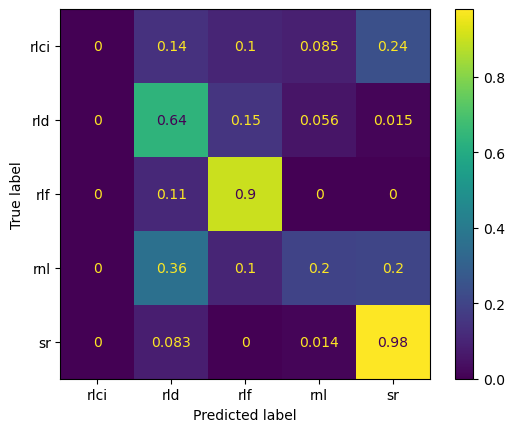 rlci 0 0.14 0.1 0.085 0.24
rld 0 0.64 0.15 0.056 0.015
rlf 0 0.11 0.9 0 0
rnl 0 0.36 0.1 0.2 0.2
sr 0 0.083 0 0.014 0.98
rlci rld rlf rnl sr
Predicted label
True label
0.8
0.6
0.4
0.2
0.0